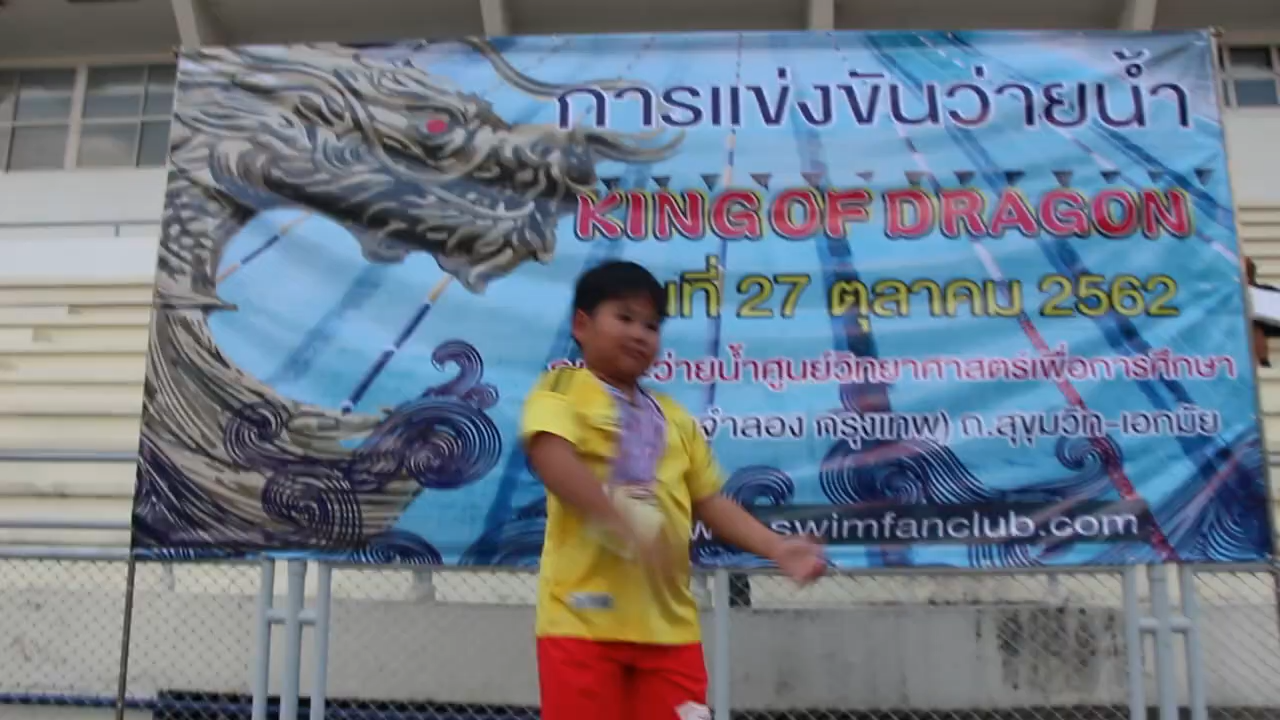 การแข่งขันว่ายน้ำ
KING OF DRAGON
ที่ 27 ตุลาคม 2562
ว่ายน้ำศูนย์วิทยาศาสตร์เพื่อการศึกษา
จำลอง กรุงเทพ) ถ.สุขุมวิท-เอกมัย
swimfanclub.com